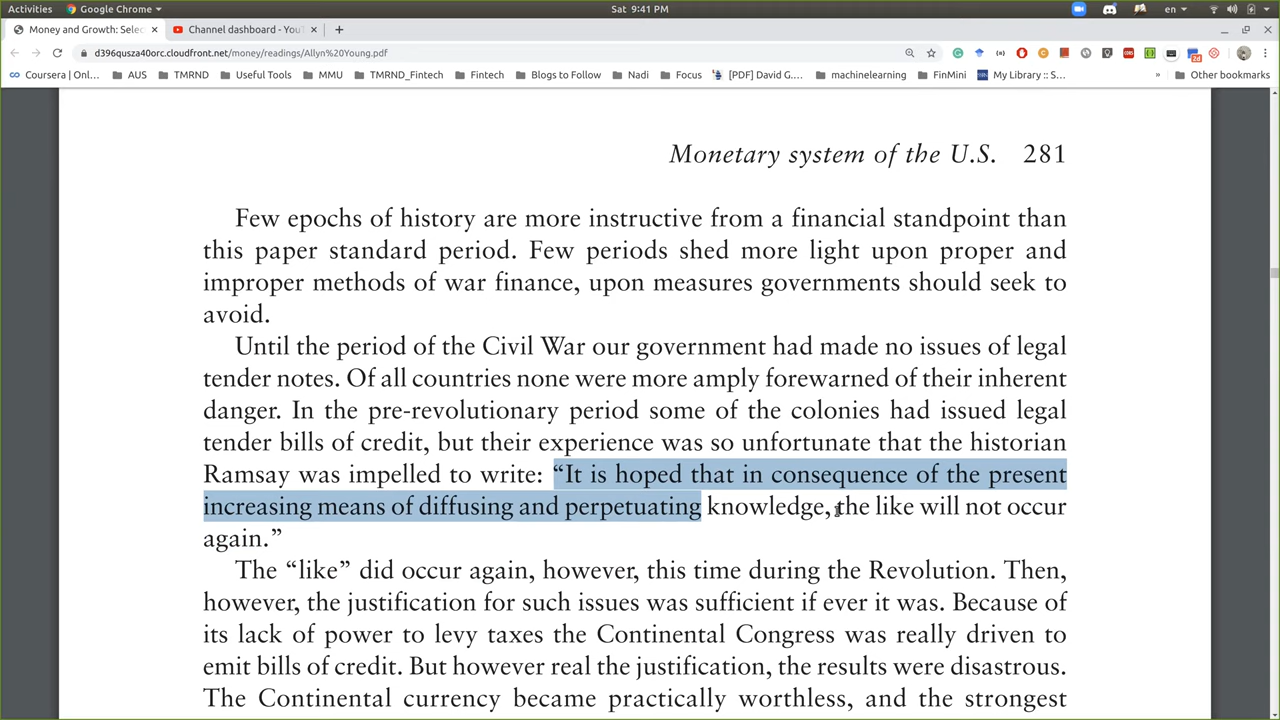 Activities
Google Chrome
Sat 9:41 PM
en
Money and Growth: Sele
Channel dashboard - You
d396qusza40orc.cloudfront.net/money/readings/Allyn%20Young.pdf
Coursera | Onl…
AUS
TMRND
Useful Tools
MMU
TMRND_Fintech
Fintech
Blogs to Follow
Nadi
Focus
[PDF] David G.…
machinelearning
FinMini
My Library :: S…
»
Other bookmarks
Monetary system of the U.S. 281
Few epochs of history are more instructive from a financial standpoint than
this paper standard period. Few periods shed more light upon proper and
improper methods of war finance, upon measures governments should seek to
avoid.
Until the period of the Civil War our government had made no issues of legal
tender notes. Of all countries none were more amply forewarned of their inherent
danger. In the pre-revolutionary period some of the colonies had issued legal
tender bills of credit, but their experience was so unfortunate that the historian
Ramsay was impelled to write: “It is hoped that in consequence of the present
increasing means of diffusing and perpetuating knowledge, the like will not occur
again.”
The “like” did occur again, however, this time during the Revolution. Then,
however, the justification for such issues was sufficient if ever it was. Because of
its lack of power to levy taxes the Continental Congress was really driven to
emit bills of credit. But however real the justification, the results were disastrous.
The Continental currency became practically worthless, and the strongest